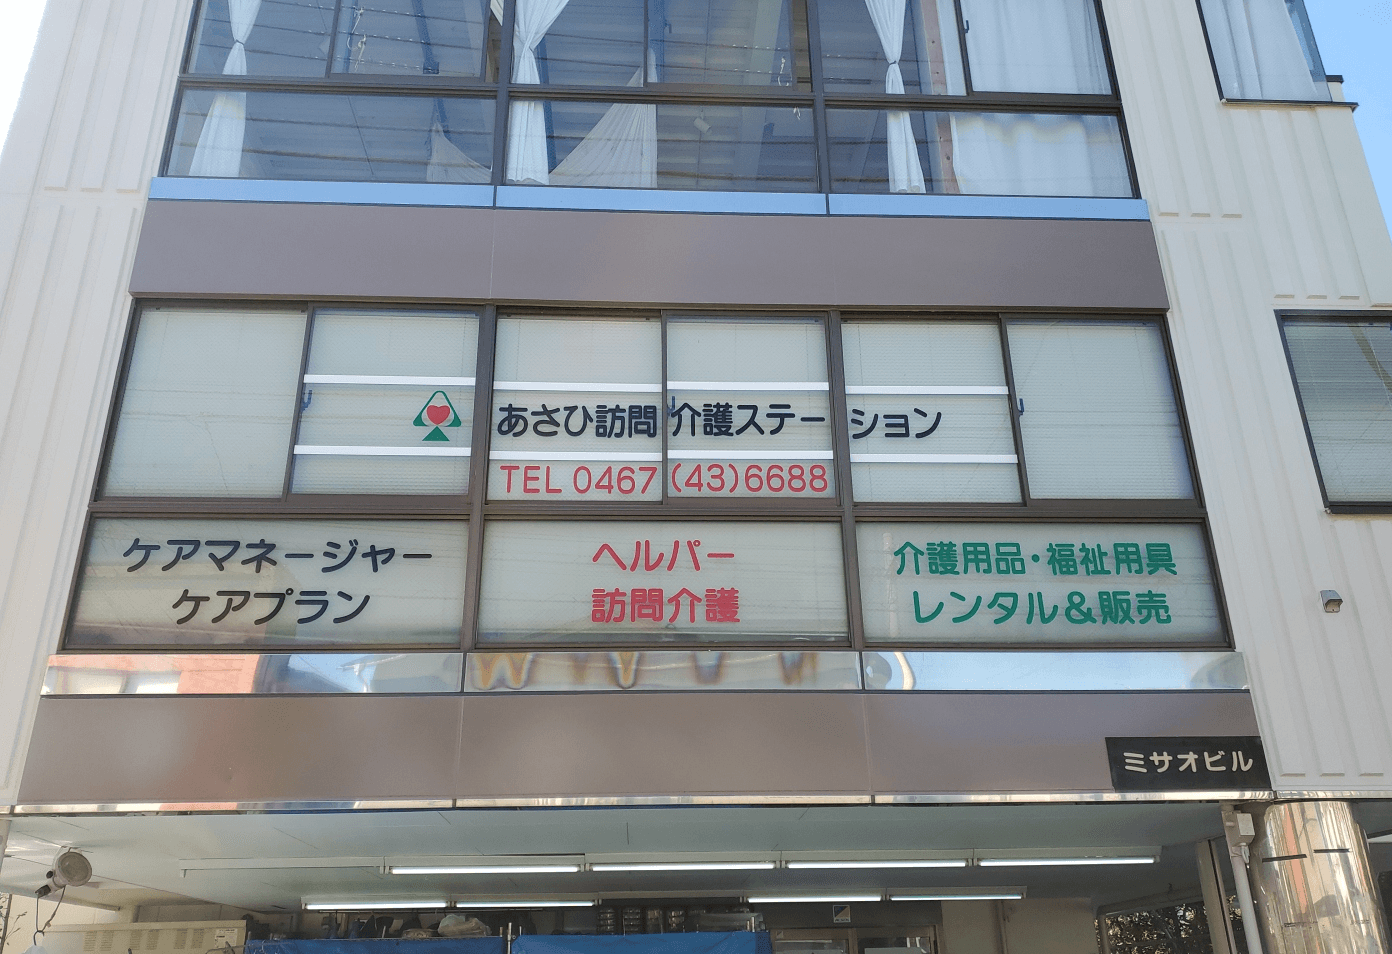 あさひ訪問介護ステーション
TEL 0467 (43)6688
ケアマネージャー
ケアプラン
ヘルパー
訪問介護
介護用品・福祉用具
レンタル&販売
ミサオビル